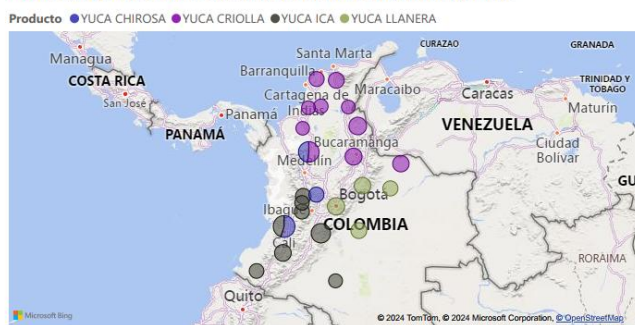 Producto YUCA CHIROSA YUCA CRIOLLA YUCA ICA YUCA LLANERA
Santa Marta
CURAZAO
GRANADA
Managua
Barranquilla
COSTA RICA
Cartagena de
Indias
Maracaibo
Caracas
TRINIDAD Y
TOBAGO
San José
Panamá
Maturín
PANAMÁ
VENEZUELA
Ciudad
Bolívar
Bucaramanga
Medellín
GU
Bogotá
Ibagu
COLOMBIA
Cali
RORAIMA
Quito
Microsoft Bing
© 2024 TomTom, © 2024 Microsoft Corporation, © OpenStreetMap